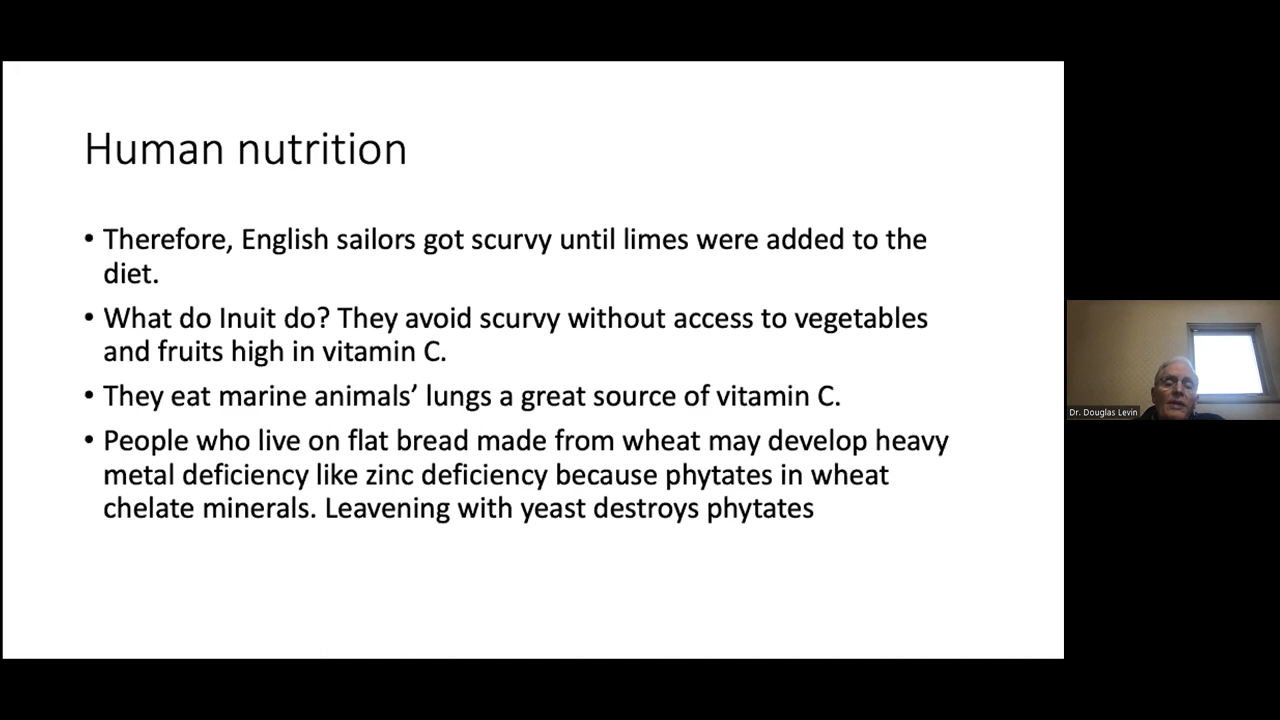 Human nutrition
• Therefore, English sailors got scurvy until limes were added to the
diet.
• What do Inuit do? They avoid scurvy without access to vegetables
and fruits high in vitamin C.
• They eat marine animals’ lungs a great source of vitamin C.
• People who live on flat bread made from wheat may develop heavy
metal deficiency like zinc deficiency because phytates in wheat
chelate minerals. Leavening with yeast destroys phytates
Dr. Douglas Levin